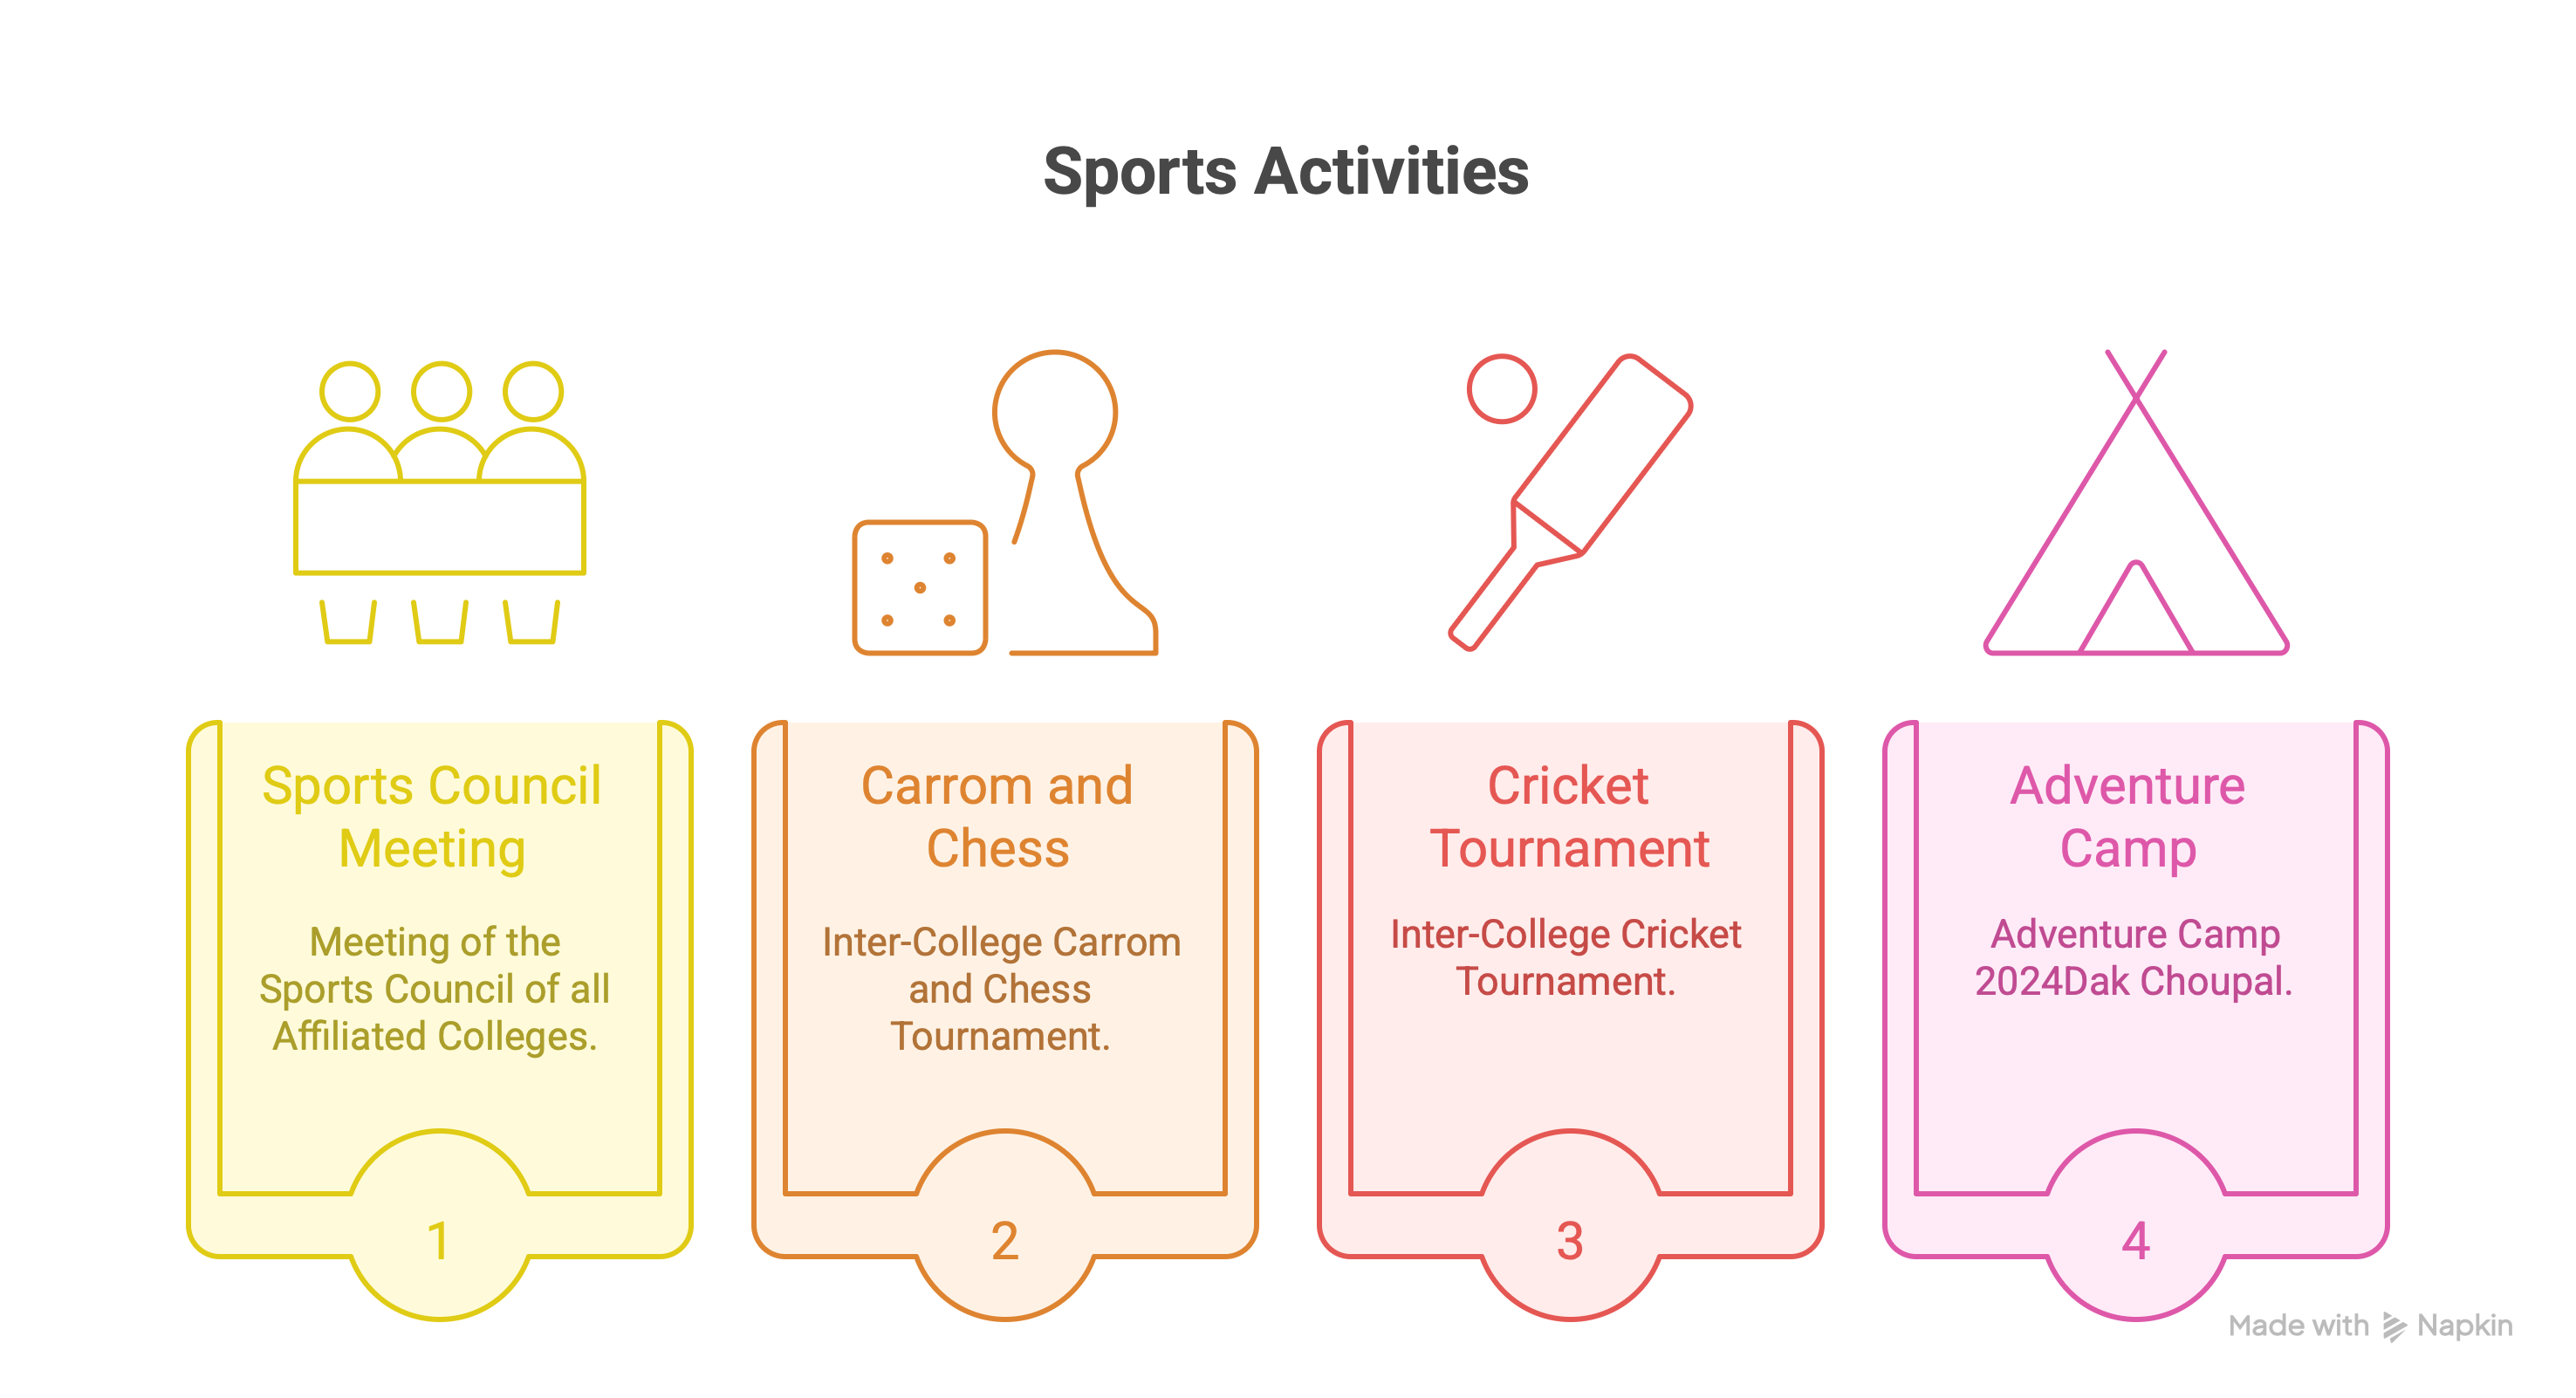 Sports Activities
Sports Council
Meeting
Meeting of the
Sports Council of all
Affiliated Colleges.
1
Carrom and
Chess
Inter-College Carrom
and Chess
Tournament.
2
Cricket
Tournament
Inter-College Cricket
Tournament.
3
Adventure
Camp
Adventure Camp
2024Dak Choupal.
4
Made with Napkin